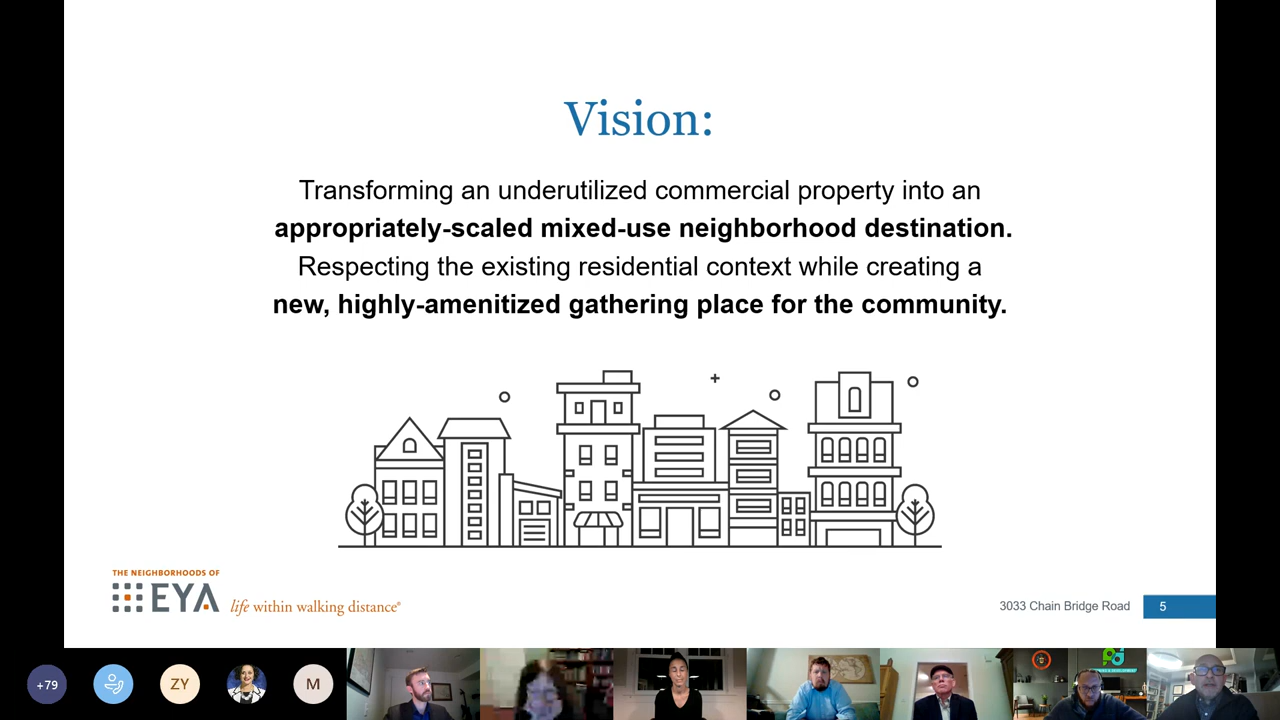 Vision:
Transforming an underutilized commercial property into an
appropriately-scaled mixed-use neighborhood destination.
Respecting the existing residential context while creating a
new, highly-amenitized gathering place for the community.
THE NEIGHBORHOODS OF
EYA life within walking distance®
3033 Chain Bridge Road 5
+79
ZY
M